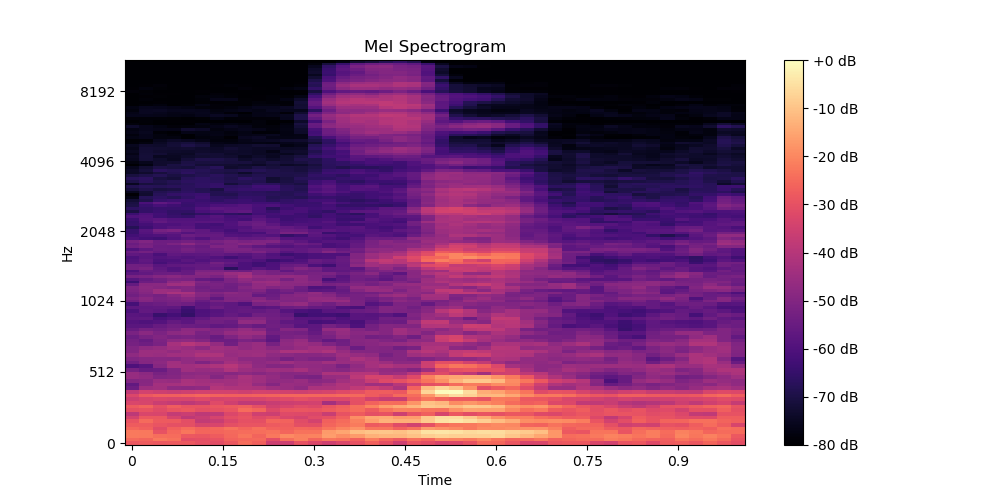 Mel Spectrogram
Hz
8192
4096
2048
1024
512
0
0 0.15 0.3 0.45 0.6 0.75 0.9
Time
+0 dB
-10 dB
-20 dB
-30 dB
-40 dB
-50 dB
-60 dB
-70 dB
-80 dB